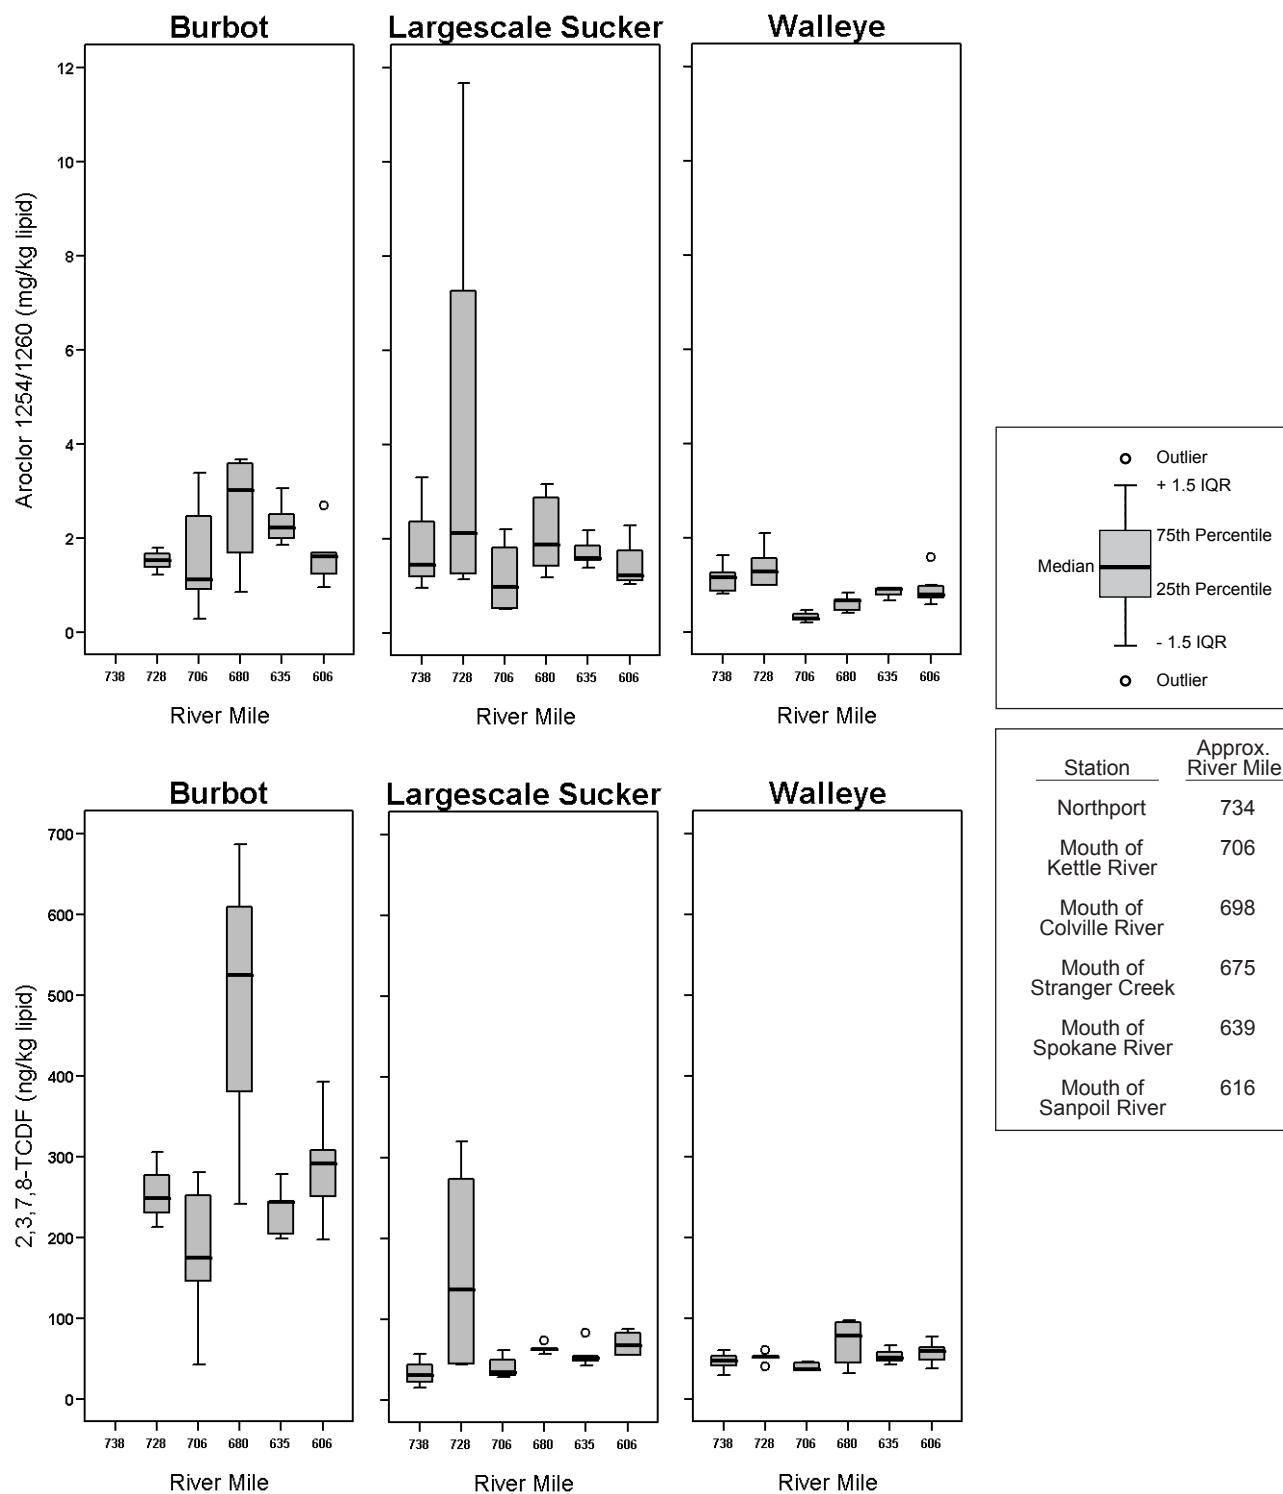 Burbot
Largescale Sucker
Walleye
Aroclor 1254/1260 (mg/kg lipid)
12
10
8
6
4
2
0
738 728 706 680 635 606
738 728 706 680 635 606
738 728 706 680 635 606
River Mile
River Mile
River Mile
Outlier
+ 1.5 IQR
75th Percentile
Median
25th Percentile
- 1.5 IQR
Outlier
Burbot
Largescale Sucker
Walleye
2,3,7,8-TCDF (ng/kg lipid)
700
600
500
400
300
200
100
0
738 728 706 680 635 606
738 728 706 680 635 606
738 728 706 680 635 606
River Mile
River Mile
River Mile
Approx.
Station River Mile
Northport 734
Mouth of
Kettle River 706
Mouth of
Colville River 698
Mouth of
Stranger Creek 675
Mouth of
Spokane River 639
Mouth of
Sanpoil River 616